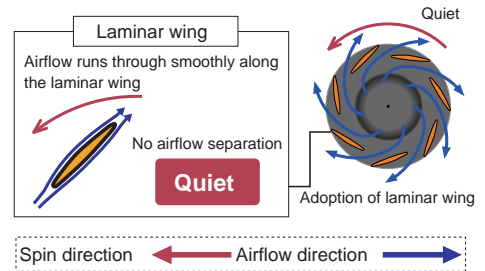 Laminar wing
Airflow runs through smoothly along
the laminar wing
No airflow separation
Quiet
Quiet
Adoption of laminar wing
Spin direction
Airflow direction